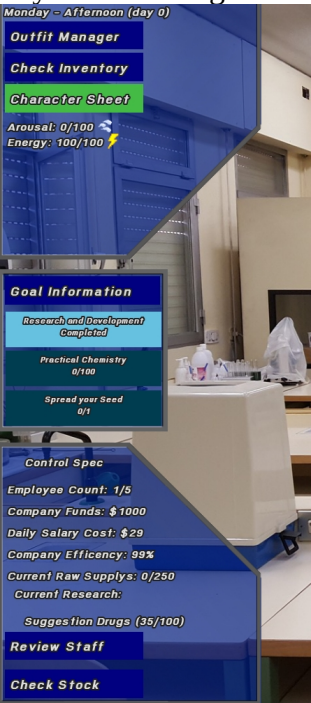 Monday - Afternoon (day 0)
Outfit Manager
Check Inventory
Character Sheet
Arousal: 0/100
Energy: 100/100
Goal Information
Research and Development
Completed
Practical Chemistry
0/100
Spread your Seed
0/1
Control Spec
Employee Count: 1/5
Company Funds: $1000
Daily Salary Cost: $29
Company Efficency: 99%
Current Raw Supplys: 0/250
Current Research:
Suggestion Drugs (35/100)
Review Staff
Check Stock